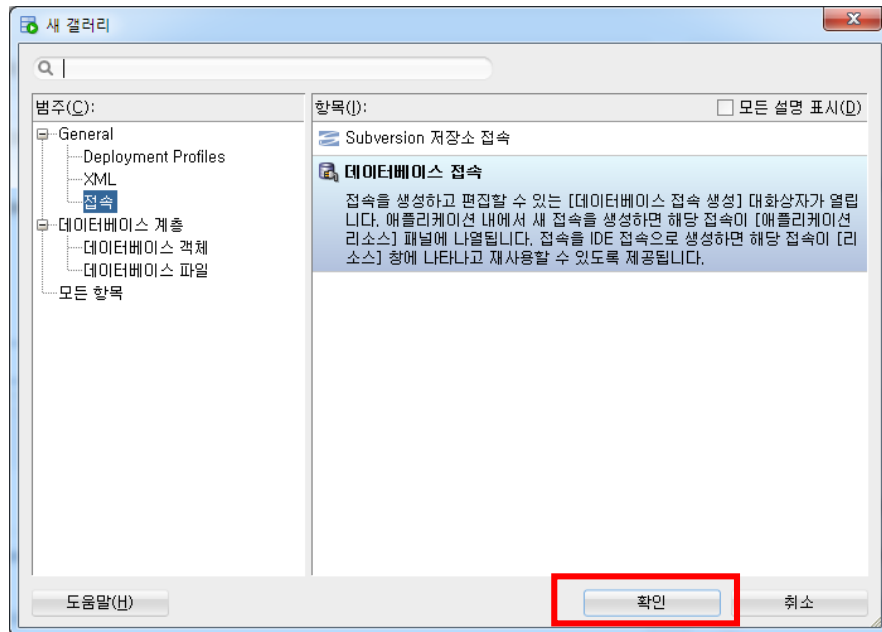 새 갤러리
범주(C):
항목(J):
모든 설명 표시(D)
General
Deployment Profiles
XML
접속
데이터베이스 계층
데이터베이스 객체
데이터베이스 파일
모든 항목
Subversion 저장소 접속
데이터베이스 접속
접속을 생성하고 편집할 수 있는 [데이터베이스 접속 생성] 대화상자가 열립
니다. 애플리케이션 내에서 새 접속을 생성하면 해당 접속이 [애플리케이션
리소스] 패널에 나열됩니다. 접속을 IDE 접속으로 생성하면 해당 접속이 [리
소스] 창에 나타나고 재사용할 수 있도록 제공됩니다.
도움말(H)
확인
취소